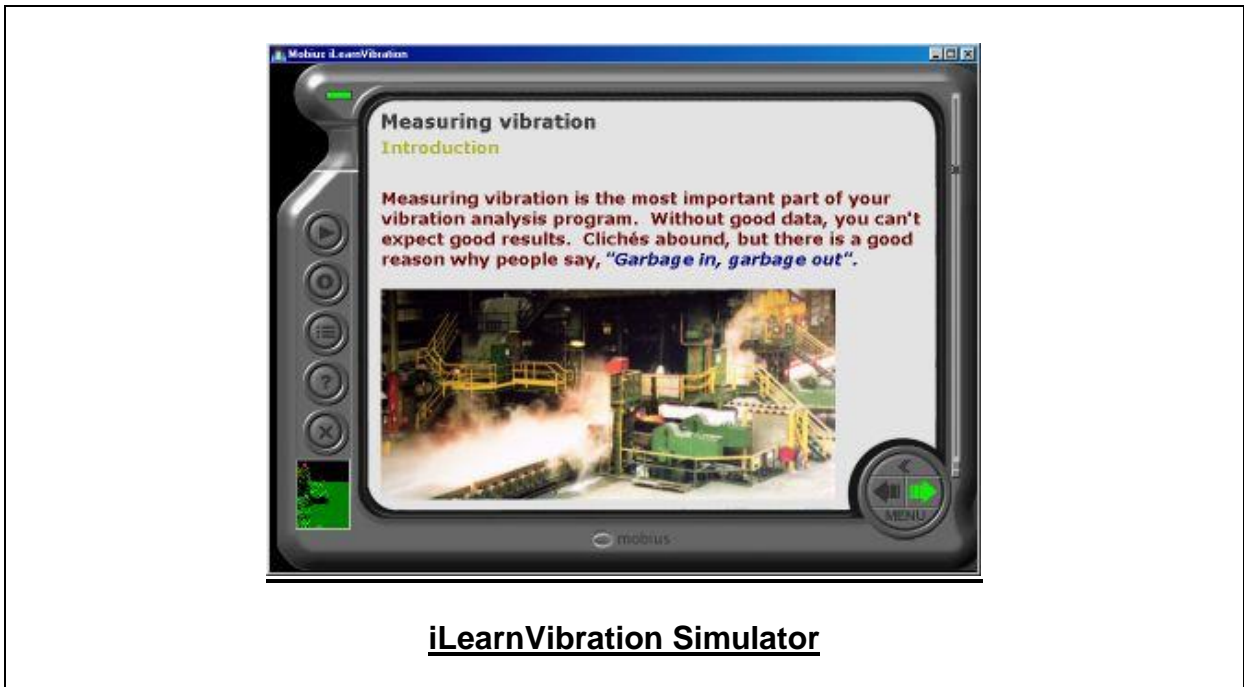 Mobius iLearnVibration
Measuring vibration
Introduction
Measuring vibration is the most important part of your
vibration analysis program.  Without good data, you can't
expect good results.  Clichés abound, but there is a good
reason why people say, "Garbage in, garbage out".
?
MENU
mobius
iLearnVibration Simulator